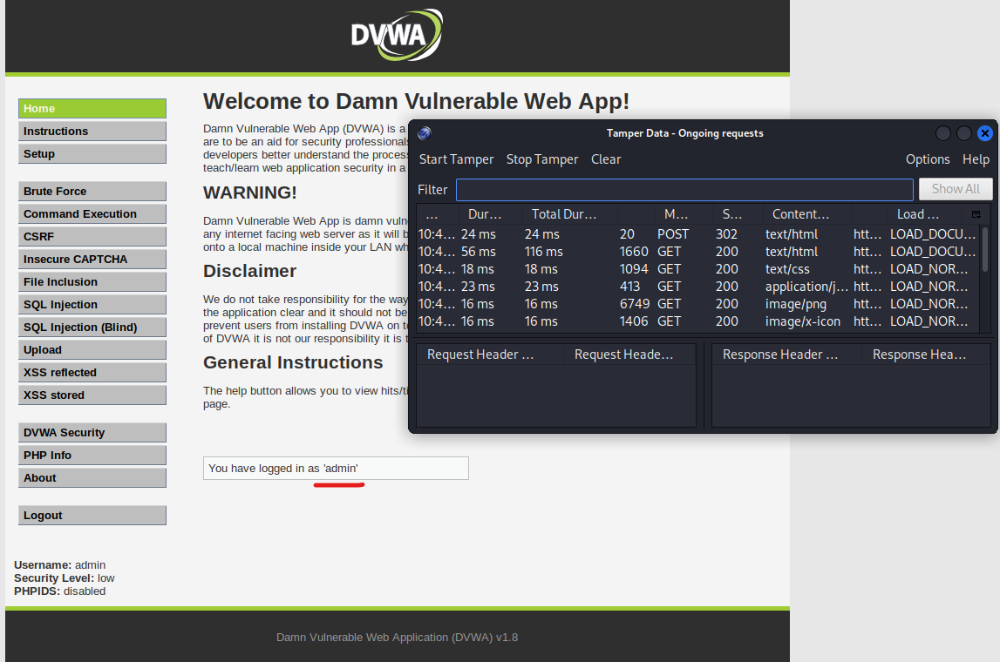 DVWA
Home
Instructions
Setup
Brute Force
Command Execution
CSRF
Insecure CAPTCHA
File Inclusion
SQL Injection
SQL Injection (Blind)
Upload
XSS reflected
XSS stored
DVWA Security
PHP Info
About
Logout
Username: admin
Security Level: low
PHPIDS: disabled
Welcome to Damn Vulnerable Web App!
Damn Vulnerable Web App (DVWA) is a
are to be an aid for security professionals
developers better understand the process
teach/learn web application security in a
WARNING!
Damn Vulnerable Web App is damn vuln
any internet facing web server as it will b
onto a local machine inside your LAN wh
Disclaimer
We do not take responsibility for the way
the application clear and it should not be
prevent users from installing DVWA on t
of DVWA it is not our responsibility it is t
General Instructions
The help button allows you to view hits/ti
page.
You have logged in as 'admin'
Tamper Data - Ongoing requests
Start Tamper Stop Tamper Clear Options Help
Filter Show All
... Dur... Total Dur... M... S... Content... Load ...
10:4... 24 ms 24 ms 20 POST 302 text/html htt... LOAD_DOCU...
10:4... 56 ms 116 ms 1660 GET 200 text/html htt... LOAD_DOCU...
10:4... 18 ms 18 ms 1094 GET 200 text/css htt... LOAD_NOR...
10:4... 23 ms 23 ms 413 GET 200 application/j... htt... LOAD_NOR...
10:4... 16 ms 16 ms 6749 GET 200 image/png htt... LOAD_NOR...
10:4... 16 ms 16 ms 1406 GET 200 image/x-icon htt... LOAD_NOR...
Request Header ... Request Heade... Response Header ... Response Hea...
Damn Vulnerable Web Application (DVWA) v1.8